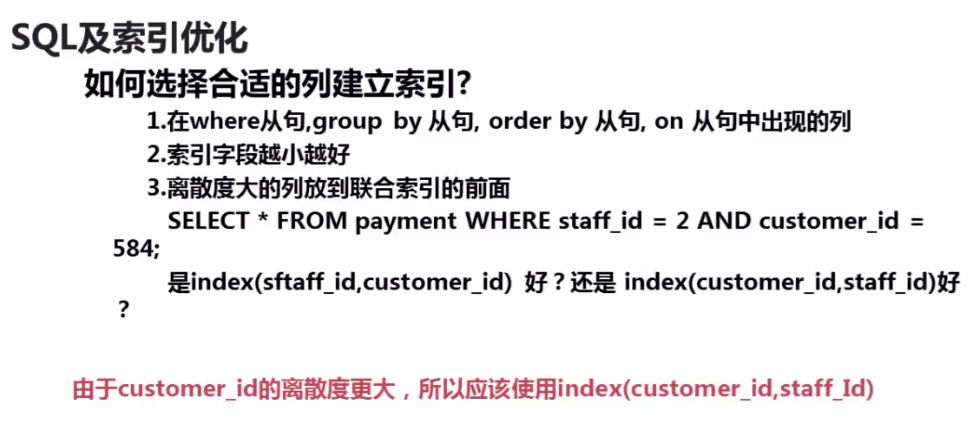 SQL及索引优化
如何选择合适的列建立索引?
1.在where从句,group by 从句, order by 从句, on 从句中出现的列
2.索引字段越小越好
3.离散度大的列放到联合索引的前面
SELECT * FROM payment WHERE staff_id = 2 AND customer_id =
584;
是index(sftaff_id,customer_id) 好？还是 index(customer_id,staff_id)好
？
由于customer_id的离散度更大，所以应该使用index(customer_id,staff_Id)